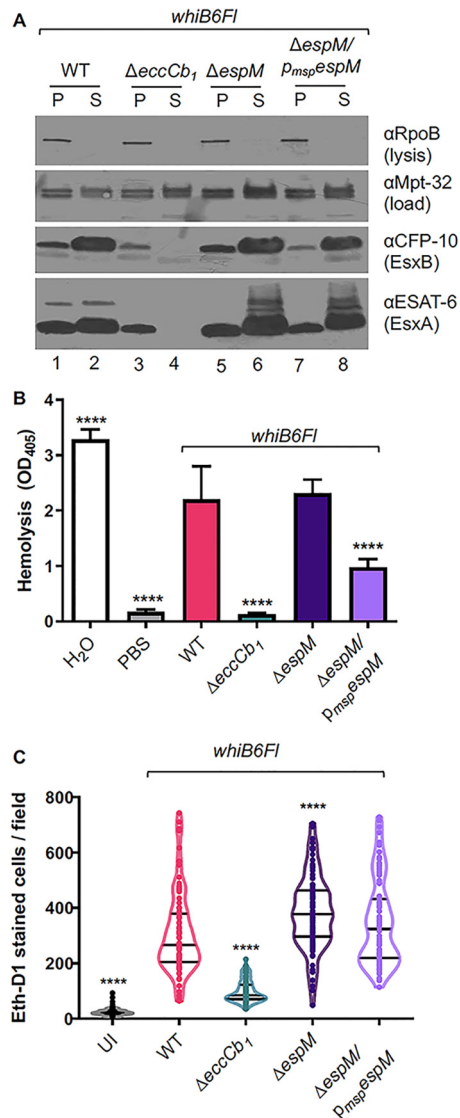 A
whiB6Fl
WT ΔeccCb1 ΔespM ΔespM/
pmspespM
P S P S P S P S
αRpoB
(lysis)
αMpt-32
(load)
αCFP-10
(EsxB)
αESAT-6
(EsxA)
1 2 3 4 5 6 7 8
B
whiB6Fl
Hemolysis (OD405)
4
3
2
1
0
****
****
****
****
H2O PBS WT ΔeccCb1 ΔespM ΔespM/
pmspespM
C
whiB6Fl
Eth-D1 stained cells / field
800
600
400
200
0
****
****
****
UI WT ΔeccCb1 ΔespM ΔespM/
pmspespM